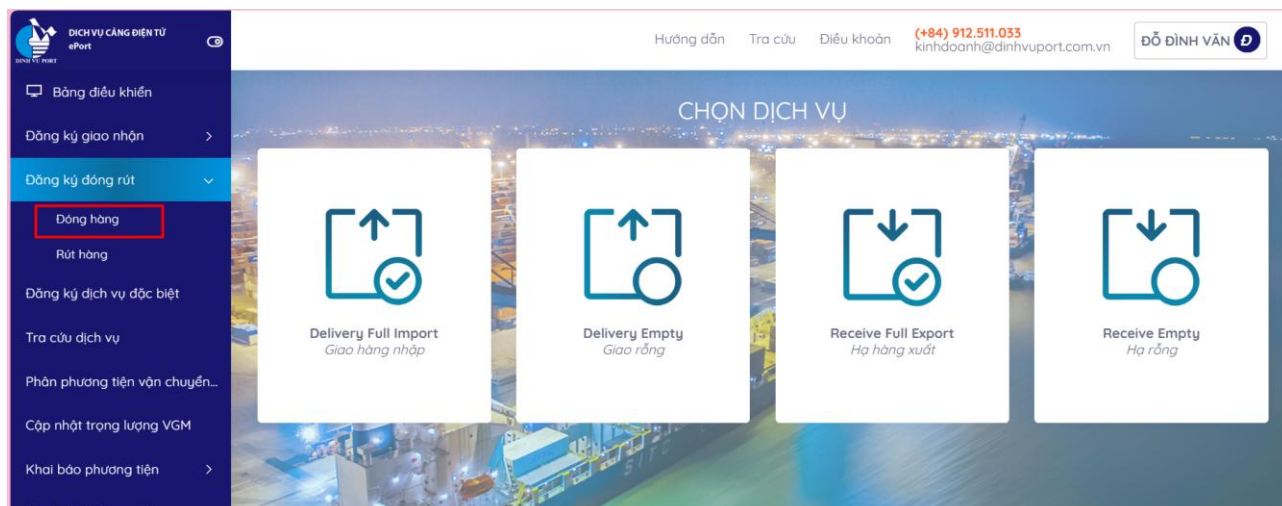 DỊCH VỤ CẢNG ĐIỆN TỬ
ePort
DINH VU PORT
Hướng dẫn
Tra cứu
Điều khoản
(+84) 912.511.033
kinhdoanh@dinhvuport.com.vn
ĐỖ ĐÌNH VĂN Đ
Bảng điều khiển
Đăng ký giao nhận
Đăng ký đóng rút
Đóng hàng
Rút hàng
Đăng ký dịch vụ đặc biệt
Tra cứu dịch vụ
Phân phương tiện vận chuyển...
Cập nhật trọng lượng VGM
Khai báo phương tiện
CHỌN DỊCH VỤ
Delivery Full Import
Giao hàng nhập
Delivery Empty
Giao rỗng
Receive Full Export
Hạ hàng xuất
Receive Empty
Hạ rỗng
SITC